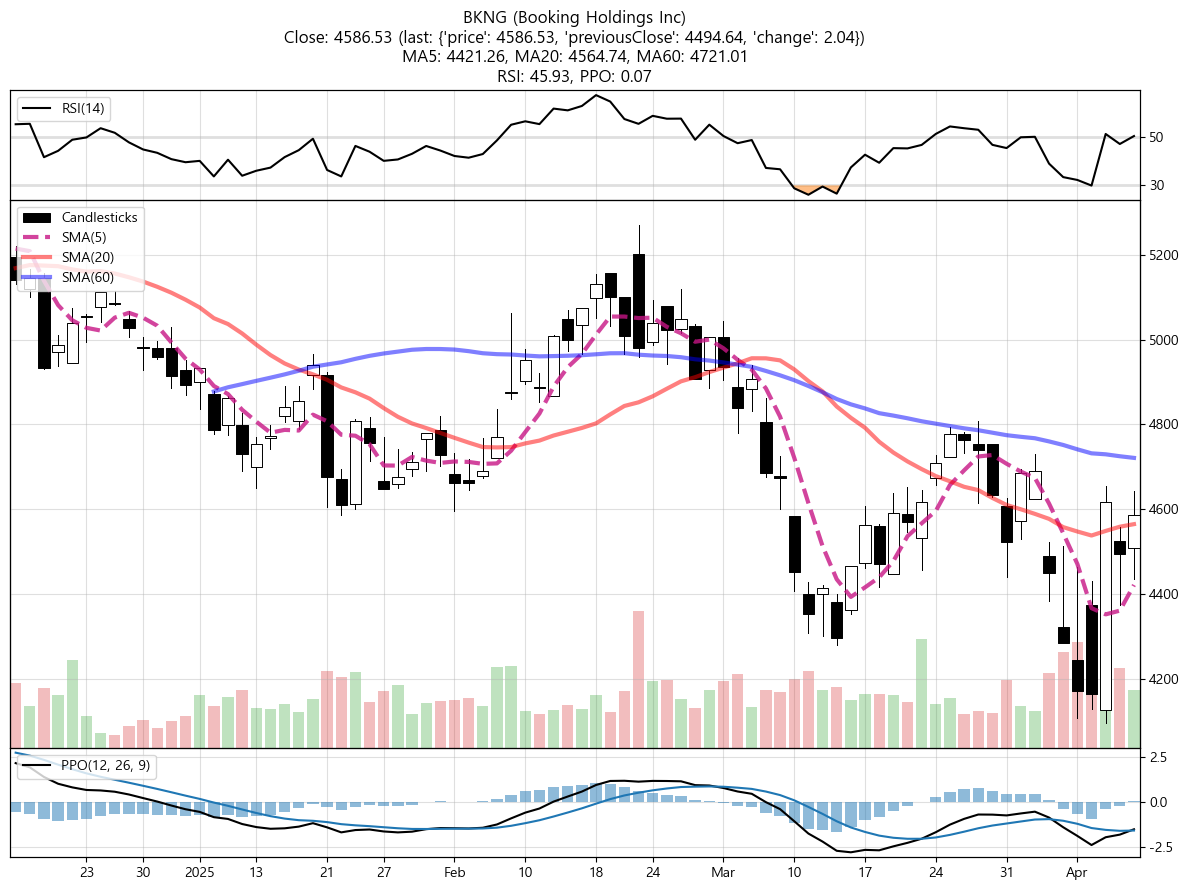 BKNG (Booking Holdings Inc)
Close: 4586.53 (last: {'price': 4586.53, 'previousClose': 4494.64, 'change': 2.04})
MA5: 4421.26, MA20: 4564.74, MA60: 4721.01
RSI: 45.93, PPO: 0.07
RSI(14)
50
30
Candlesticks
SMA(5)
SMA(20)
SMA(60)
5200
5000
4800
4600
4400
4200
PPO(12, 26, 9)
2.5
0.0
−2.5
23 30 2025 13 21 27 Feb 10 18 24 Mar 10 17 24 31 Apr